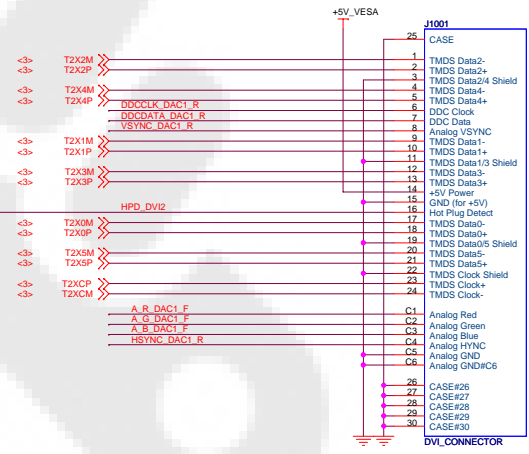 +5V_VESA
J1001
25 CASE
<3> T2X2M 1 TMDS Data2-
<3> T2X2P 2 TMDS Data2+
3 TMDS Data2/4 Shield
<3> T2X4M 4 TMDS Data4-
<3> T2X4P 5 TMDS Data4+
DDCCLK_DAC1_R 6 DDC Clock
DDCDATA_DAC1_R 7 DDC Data
VSYNC_DAC1_R 8 Analog VSYNC
<3> T2X1M 9 TMDS Data1-
<3> T2X1P 10 TMDS Data1+
11 TMDS Data1/3 Shield
<3> T2X3M 12 TMDS Data3-
<3> T2X3P 13 TMDS Data3+
14 +5V Power
15 GND (for +5V)
HPD_DVI2 16 Hot Plug Detect
<3> T2X0M 17 TMDS Data0-
<3> T2X0P 18 TMDS Data0+
19 TMDS Data0/5 Shield
<3> T2X5M 20 TMDS Data5-
<3> T2X5P 21 TMDS Data5+
22 TMDS Clock Shield
<3> T2XCP 23 TMDS Clock+
<3> T2XCM 24 TMDS Clock-
A_R_DAC1_F C1 Analog Red
A_G_DAC1_F C2 Analog Green
A_B_DAC1_F C3 Analog Blue
HSYNC_DAC1_R C4 Analog HYNC
C5 Analog GND
C6 Analog GND#C6
26 CASE#26
27 CASE#27
28 CASE#28
29 CASE#29
30 CASE#30
DVI_CONNECTOR